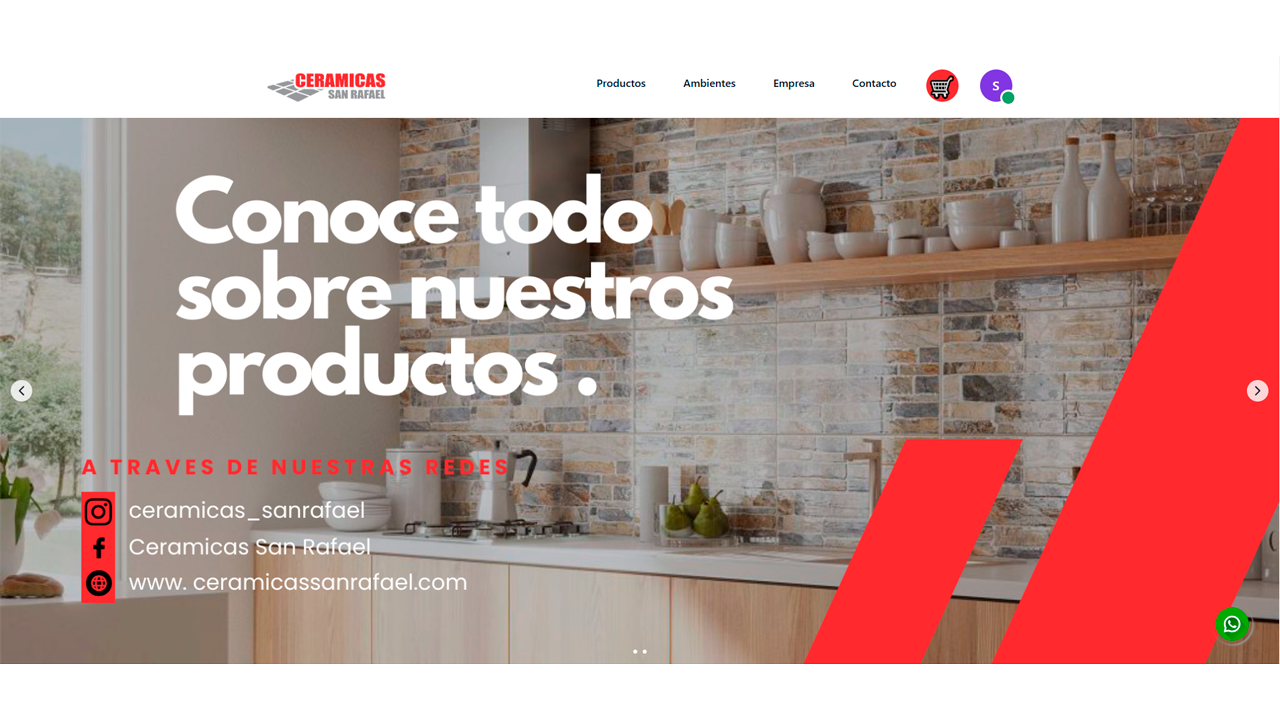 CERAMICAS
SAN RAFAEL
Productos Ambientes Empresa Contacto S
Conoce todo
sobre nuestros
productos .
A TRAVES DE NUESTRAS REDES
ceramicas_sanrafael
Ceramicas San Rafael
www. ceramicassanrafael.com